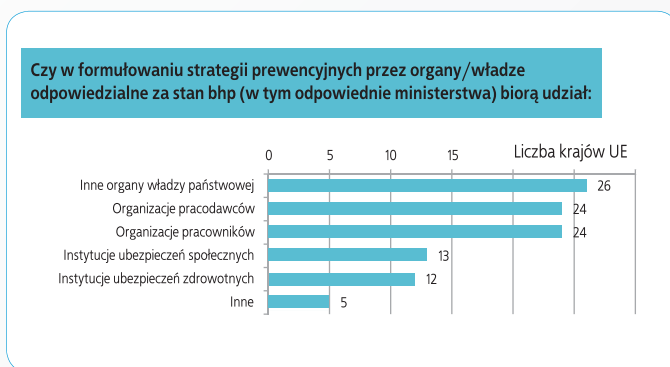 Czy w formułowaniu strategii prewencyjnych przez organy/władze
odpowiedzialne za stan bhp (w tym odpowiednie ministerstwa) biorą udział:
0 5 10 15 Liczba krajów UE
Inne organy władzy państwowej 26
Organizacje pracodawców 24
Organizacje pracowników 24
Instytucje ubezpieczeń społecznych 13
Instytucje ubezpieczeń zdrowotnych 12
Inne 5